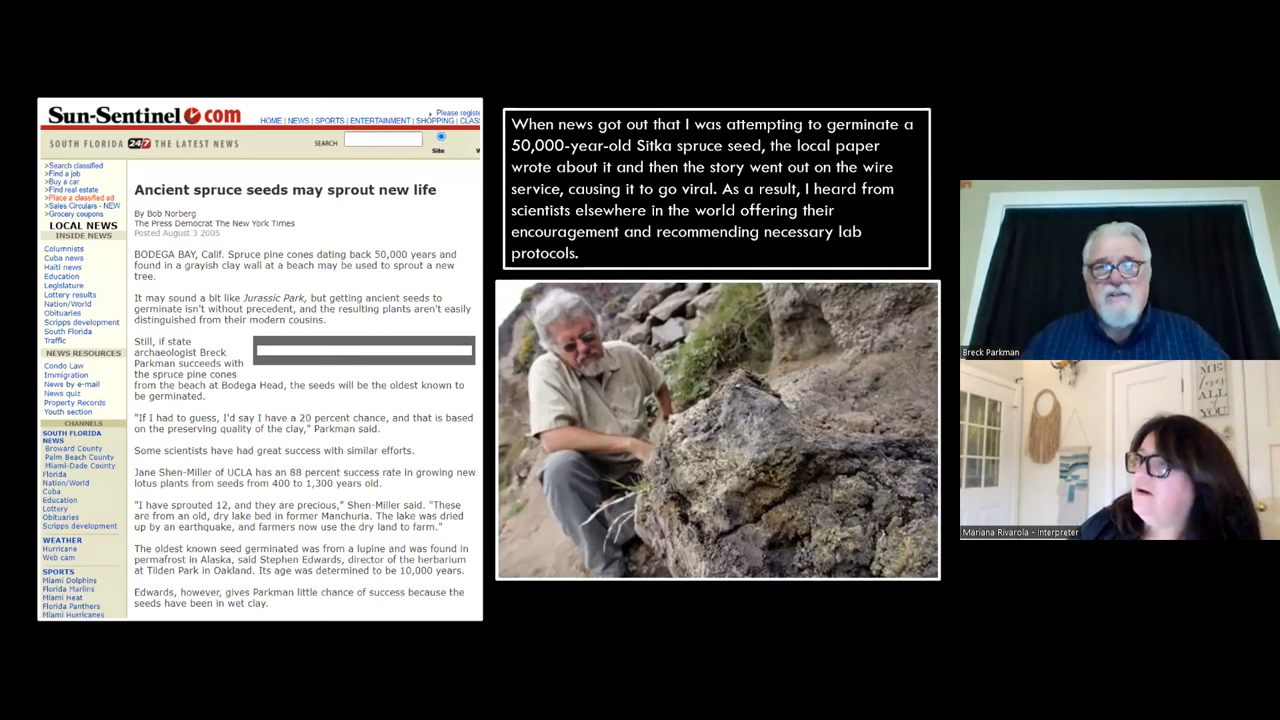 Sun-Sentinel com
Please registe
HOME | NEWS | SPORTS | ENTERTAINMENT | SHOPPING | CLAS
SOUTH FLORIDA 24-7 THE LATEST NEWS
SEARCH
Site
>Search classified
>Find a job
>Buy a car
>Find real estate
>Place a classified ad
>Sales Circulars - NEW
>Grocery coupons
LOCAL NEWS
INSIDE NEWS
Columnists
Cuba news
Haiti news
Education
Legislature
Lottery results
Nation/World
Obituaries
Scripps development
South Florida
Traffic
NEWS RESOURCES
Condo Law
Immigration
News by e-mail
News quiz
Property Records
Youth section
CHANNELS
SOUTH FLORIDA
NEWS
Broward County
Palm Beach County
Miami-Dade County
Florida
Nation/World
Cuba
Education
Lottery
Obituaries
Scripps development
WEATHER
Hurricane
Web cam
SPORTS
Miami Dolphins
Florida Marlins
Miami Heat
Florida Panthers
Miami Hurricanes
Ancient spruce seeds may sprout new life
By Bob Norberg
The Press Democrat The New York Times
Posted August 3 2005
BODEGA BAY, Calif. Spruce pine cones dating back 50,000 years and
found in a grayish clay wall at a beach may be used to sprout a new
tree.
It may sound a bit like Jurassic Park, but getting ancient seeds to
germinate isn't without precedent, and the resulting plants aren't easily
distinguished from their modern cousins.
Still, if state
archaeologist Breck
Parkman succeeds with
the spruce pine cones
from the beach at Bodega Head, the seeds will be the oldest known to
be germinated.
"If I had to guess, I'd say I have a 20 percent chance, and that is based
on the preserving quality of the clay," Parkman said.
Some scientists have had great success with similar efforts.
Jane Shen-Miller of UCLA has an 88 percent success rate in growing new
lotus plants from seeds from 400 to 1,300 years old.
"I have sprouted 12, and they are precious," Shen-Miller said. "These
are from an old, dry lake bed in former Manchuria. The lake was dried
up by an earthquake, and farmers now use the dry land to farm."
The oldest known seed germinated was from a lupine and was found in
permafrost in Alaska, said Stephen Edwards, director of the herbarium
at Tilden Park in Oakland. Its age was determined to be 10,000 years.
Edwards, however, gives Parkman little chance of success because the
seeds have been in wet clay.
When news got out that I was attempting to germinate a
50,000-year-old Sitka spruce seed, the local paper
wrote about it and then the story went out on the wire
service, causing it to go viral. As a result, I heard from
scientists elsewhere in the world offering their
encouragement and recommending necessary lab
protocols.
Breck Parkman
ME
Loves
ALL
of
YOU
Mariana Rivarola - Interpreter